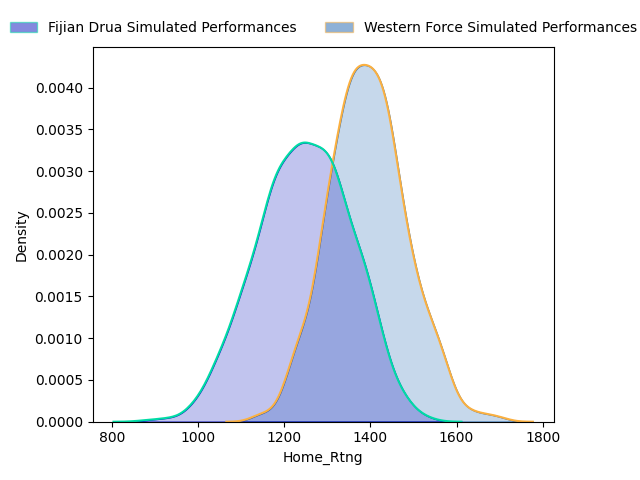 Fijian Drua Simulated Performances Western Force Simulated Performances
0.0040
0.0035
0.0030
0.0025
0.0020
0.0015
0.0010
0.0005
0.0000
Density
800 1000 1200 1400 1600 1800
Home_Rtng